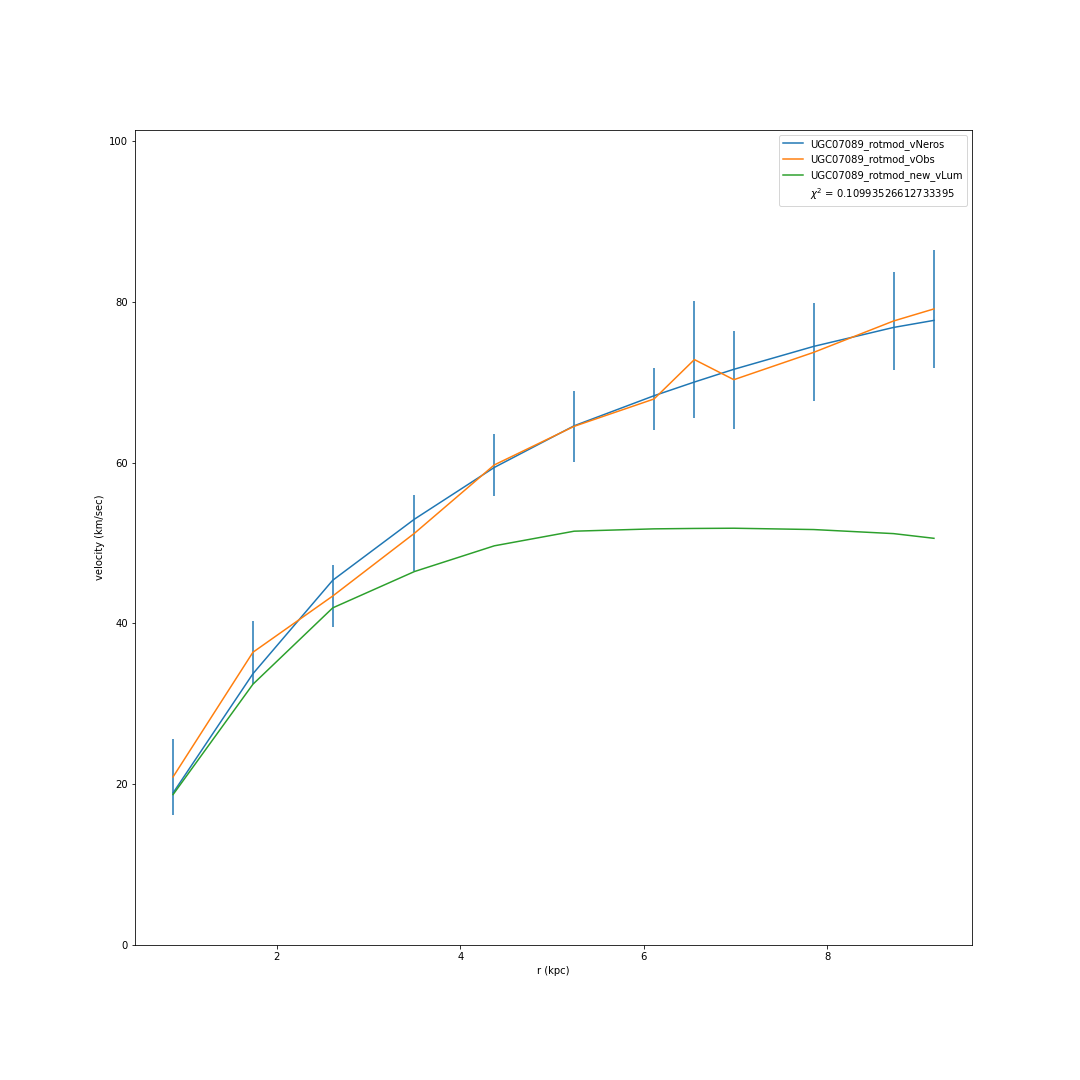 UGC07089_rotmod_vNeros
UGC07089_rotmod_vObs
UGC07089_rotmod_new_vLum
χ² = 0.10993526612733395
100
80
60
40
20
0
velocity (km/sec)
2 4 6 8
r (kpc)